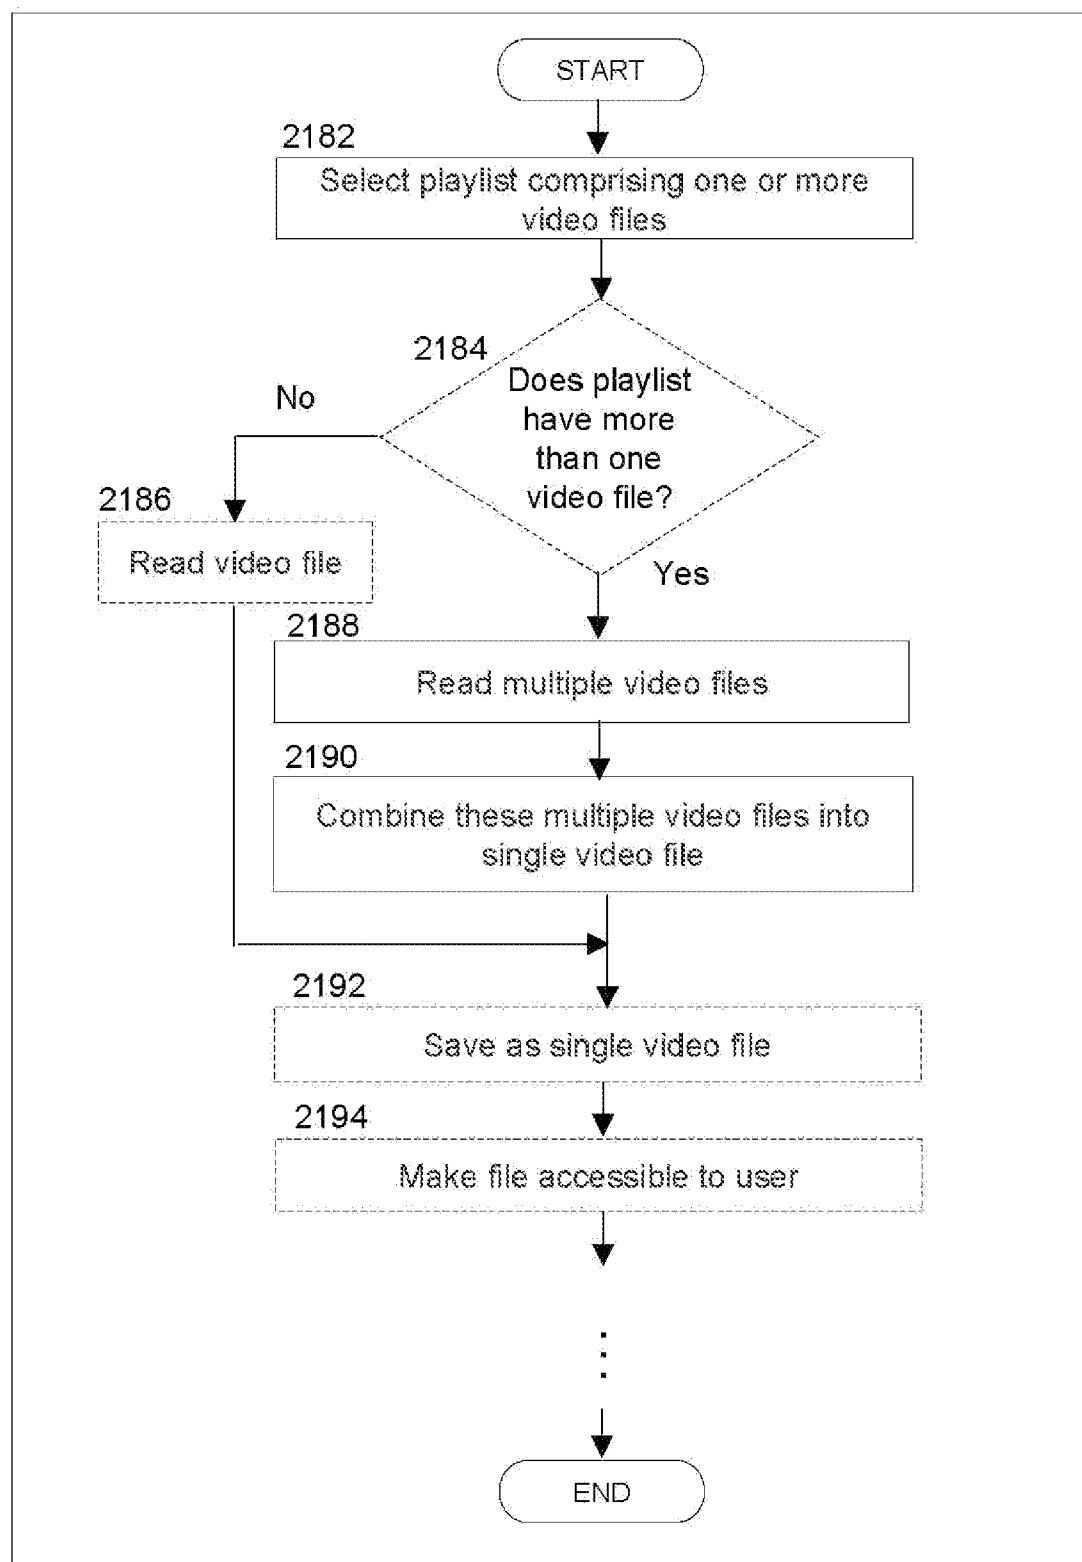 START
2182
Select playlist comprising one or more
video files
2184
Does playlist
have more
than one
video file?
No
Yes
2186
Read video file
2188
Read multiple video files
2190
Combine these multiple video files into
single video file
2192
Save as single video file
2194
Make file accessible to user
END